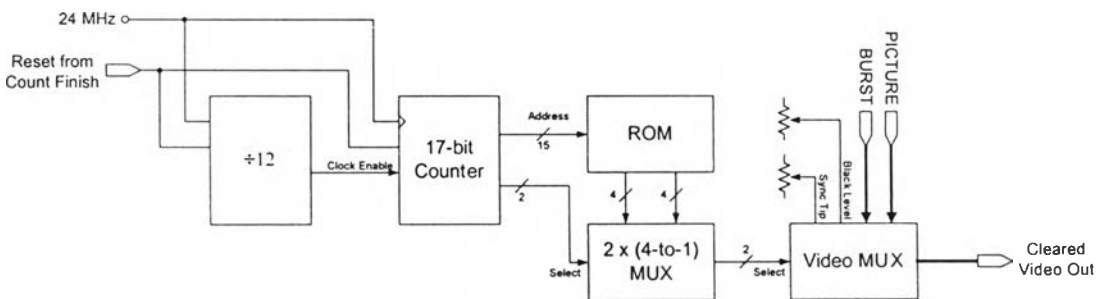 24 MHz
Reset from
Count Finish
÷12
Clock Enable
17-bit
Counter
Address
15
2
ROM
4
4
2 x (4-to-1)
MUX
Select
2
Select
Sync Tip
Black Level
BURST
PICTURE
Video MUX
Cleared
Video Out